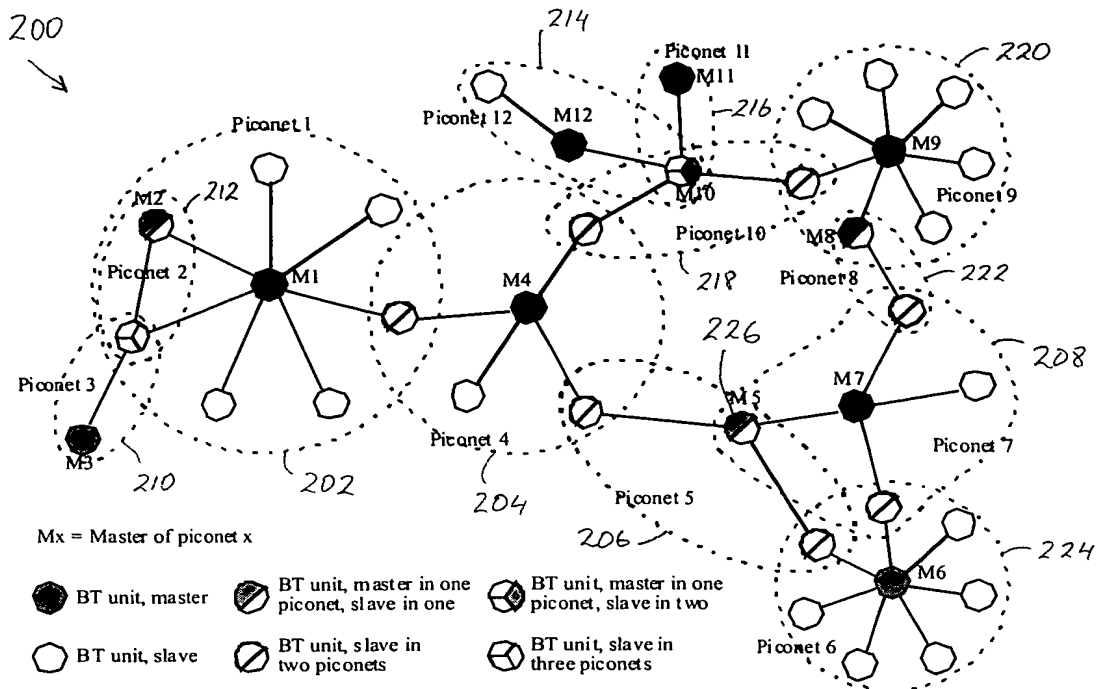 200
214
220
Piconet 11
M11
Piconet 1
Piconet 12
M12
216
M9
M2
212
M10
Piconet 9
Piconet 10
M8
Piconet 2
M1
M4
218
Piconet 8
222
226
208
Piconet 3
M7
M5
Piconet 4
Piconet 7
M3
210
202
204
Piconet 5
206
224
Mx = Master of piconet x
M6
BT unit, master
BT unit, master in one
piconet, slave in one
BT unit, master in one
piconet, slave in two
Piconet 6
BT unit, slave
BT unit, slave in
two piconets
BT unit, slave in
three piconets